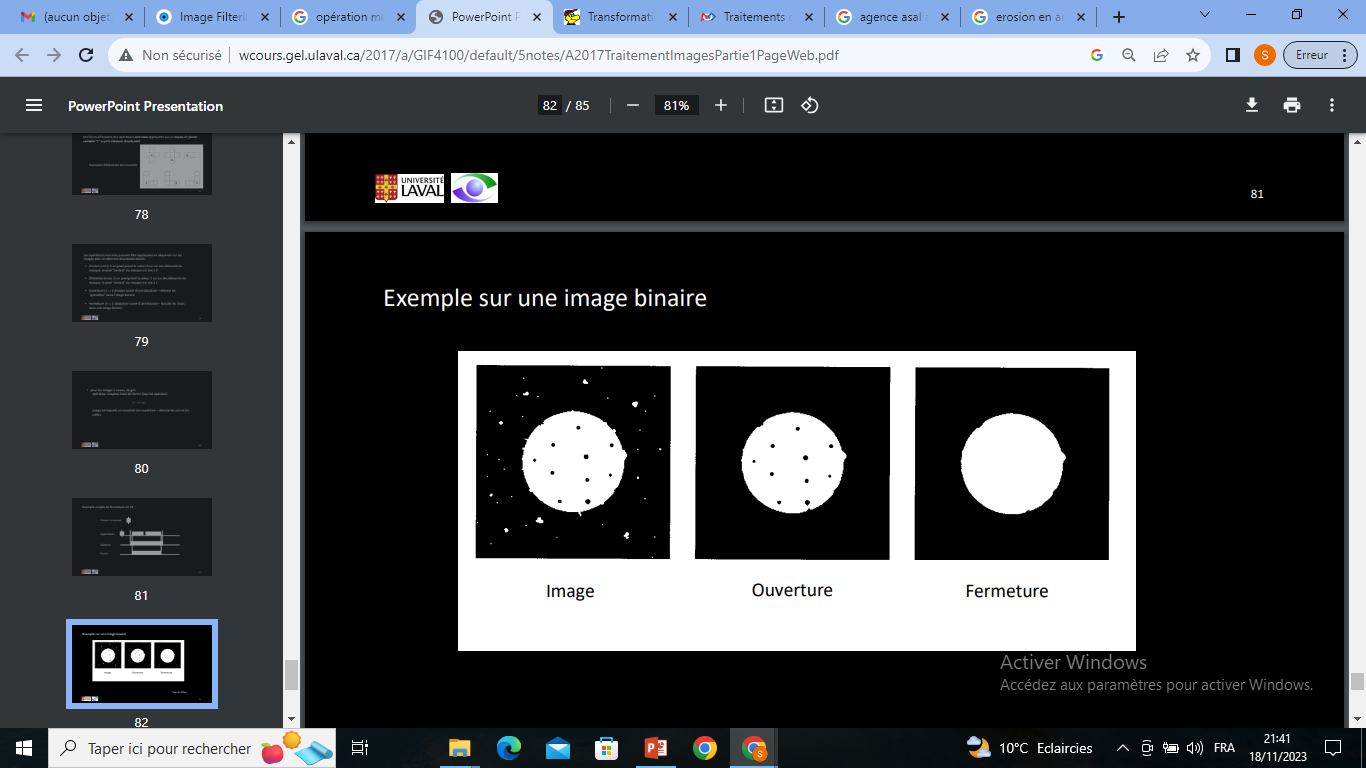 (aucun objet
Image Filterin
opération mo
PowerPoint P
Transformati
Traitements
agence asal a
erosion en an
Non sécurisé
wcours.gel.ulaval.ca/2017/a/GIF4100/default/5notes/A2017TraitementImagesPartie1PageWeb.pdf
S
Erreur
PowerPoint Presentation
82 / 85
81%
78
79
80
81
82
UNIVERSITÉ
LAVAL
81
Exemple sur une image binaire
Image
Ouverture
Fermeture
Activer Windows
Accédez aux paramètres pour activer Windows.
Taper ici pour rechercher
10°C Eclaircies
FRA
21:41
18/11/2023